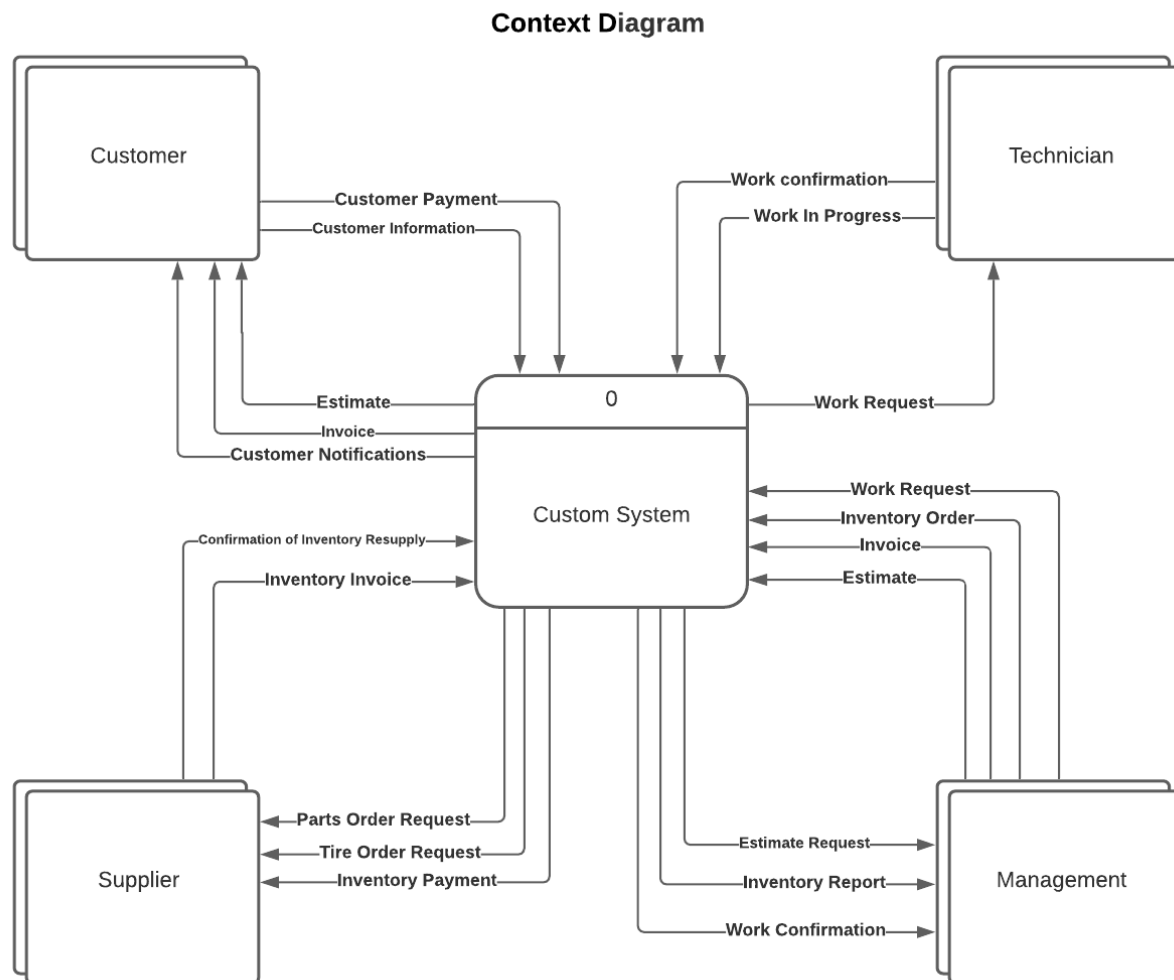 Context Diagram
Customer
Technician
Work confirmation
Customer Payment
Work In Progress
Customer Information
0
Estimate
Work Request
Invoice
Customer Notifications
Work Request
Custom System
Inventory Order
Confirmation of Inventory Resupply
Invoice
Inventory Invoice
Estimate
Parts Order Request
Estimate Request
Tire Order Request
Supplier
Inventory Payment
Inventory Report
Management
Work Confirmation